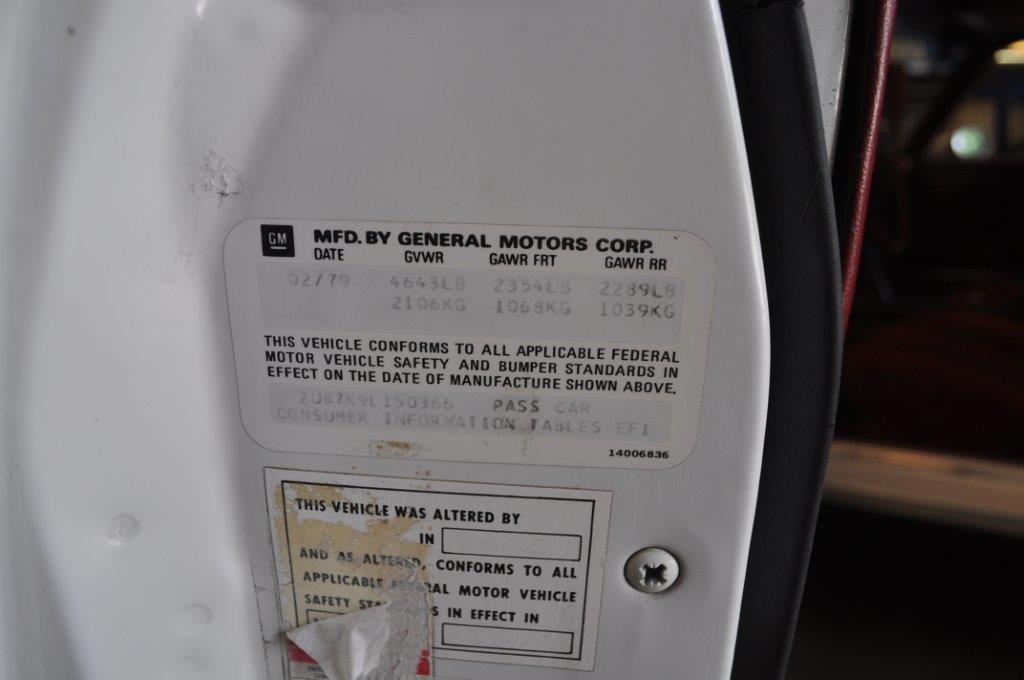 GM MFD. BY GENERAL MOTORS CORP.
DATE GVWR GAWR FRT GAWR RR
02/79 4643LB 2354LB 2289LB
2106KG 1068KG 1039KG
THIS VEHICLE CONFORMS TO ALL APPLICABLE FEDERAL
MOTOR VEHICLE SAFETY AND BUMPER STANDARDS IN
EFFECT ON THE DATE OF MANUFACTURE SHOWN ABOVE.
2U87K9L150366 PASS CAR
CONSUMER INFORMATION TABLES EFI
14006836
THIS VEHICLE WAS ALTERED BY
IN
AND AS ALTERED, CONFORMS TO ALL
APPLICABLE FEDERAL MOTOR VEHICLE
SAFETY IN EFFECT IN